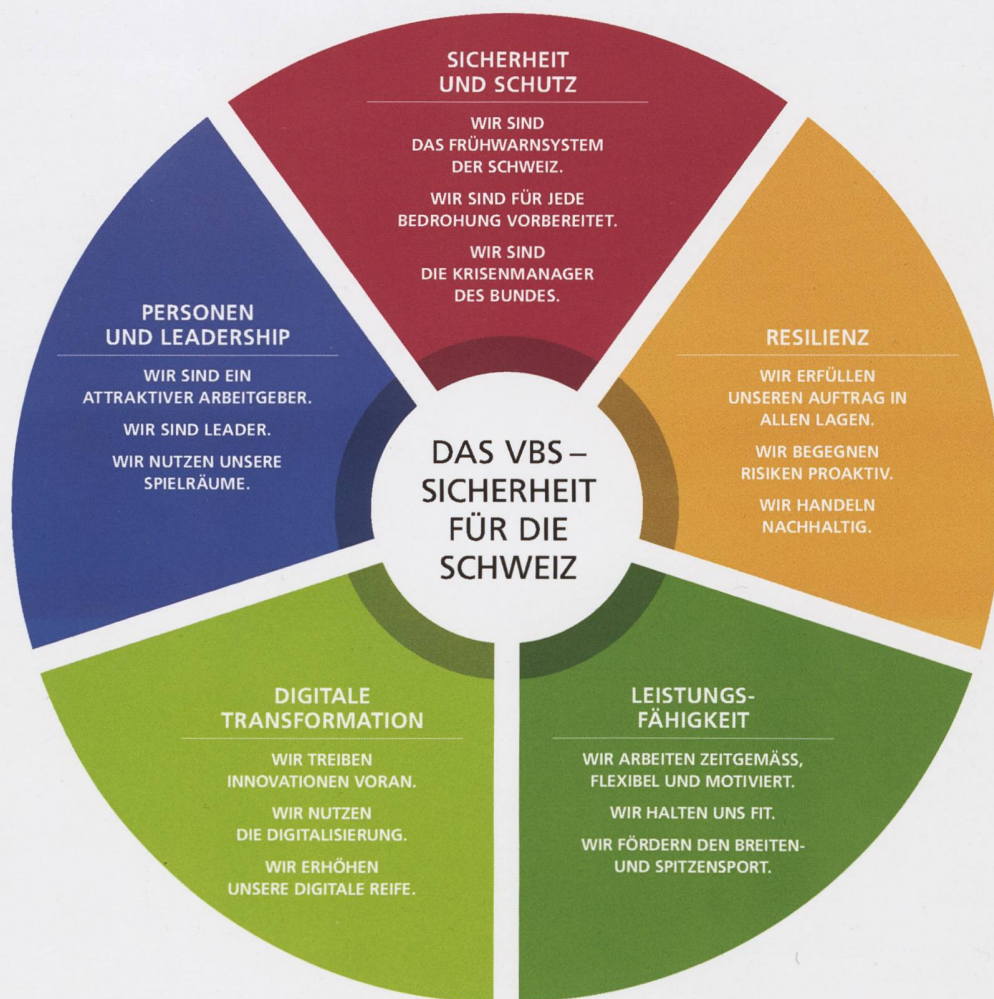 SICHERHEIT
UND SCHUTZ
WIR SIND
DAS FRÜHWARNSYSTEM
DER SCHWEIZ.
WIR SIND FÜR JEDE
BEDROHUNG VORBEREITET.
WIR SIND
DIE KRISENMANAGER
DES BUNDES.
RESILIENZ
WIR ERFÜLLEN
UNSEREN AUFTRAG IN
ALLEN LAGEN.
WIR BEGEGNEN
RISIKEN PROAKTIV.
WIR HANDELN
NACHHALTIG.
LEISTUNGS-
FÄHIGKEIT
WIR ARBEITEN ZEITGEMÄSS,
FLEXIBEL UND MOTIVIERT.
WIR HALTEN UNS FIT.
WIR FÖRDERN DEN BREITEN-
UND SPITZENSPORT.
DIGITALE
TRANSFORMATION
WIR TREIBEN
INNOVATIONEN VORAN.
WIR NUTZEN
DIE DIGITALISIERUNG.
WIR ERHÖHEN
UNSERE DIGITALE REIFE.
PERSONEN
UND LEADERSHIP
WIR SIND EIN
ATTRAKTIVER ARBEITGEBER.
WIR SIND LEADER.
WIR NUTZEN UNSERE
SPIELRÄUME.
DAS VBS –
SICHERHEIT
FÜR DIE
SCHWEIZ